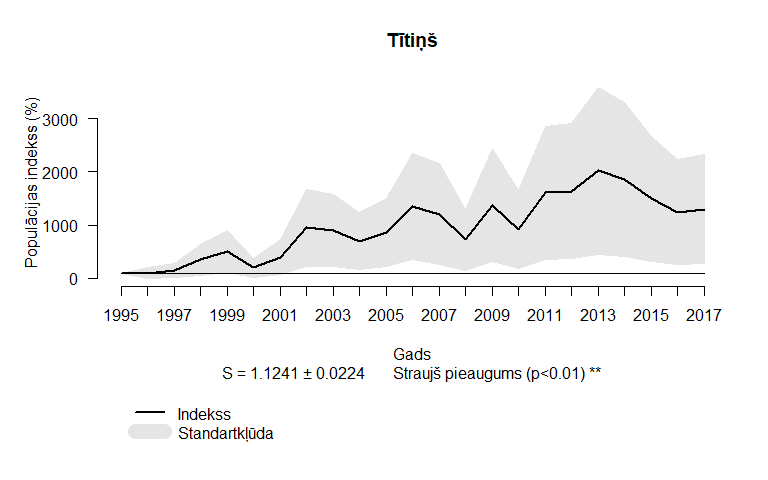 Tītiņš
Populācijas indekss (%)
3000
2000
1000
0
1995 1997 1999 2001 2003 2005 2007 2009 2011 2013 2015 2017
Gads
S = 1.1241 ± 0.0224 Straujš pieaugums (p<0.01) **
Indekss
Standartkļūda